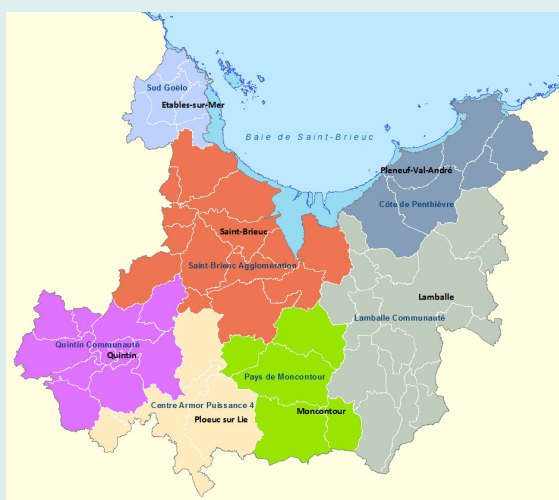 Sud Goëlo
Etables-sur-Mer
Baie de Saint-Brieuc
Pleneuf-Val-André
Côte de Penthièvre
Saint-Brieuc
Saint-Brieuc Agglomération
Lamballe
Lamballe Communauté
Quintin Communauté
Quintin
Pays de Moncontour
Centre Armor Puissance 4
Moncontour
Ploeuc sur Lie